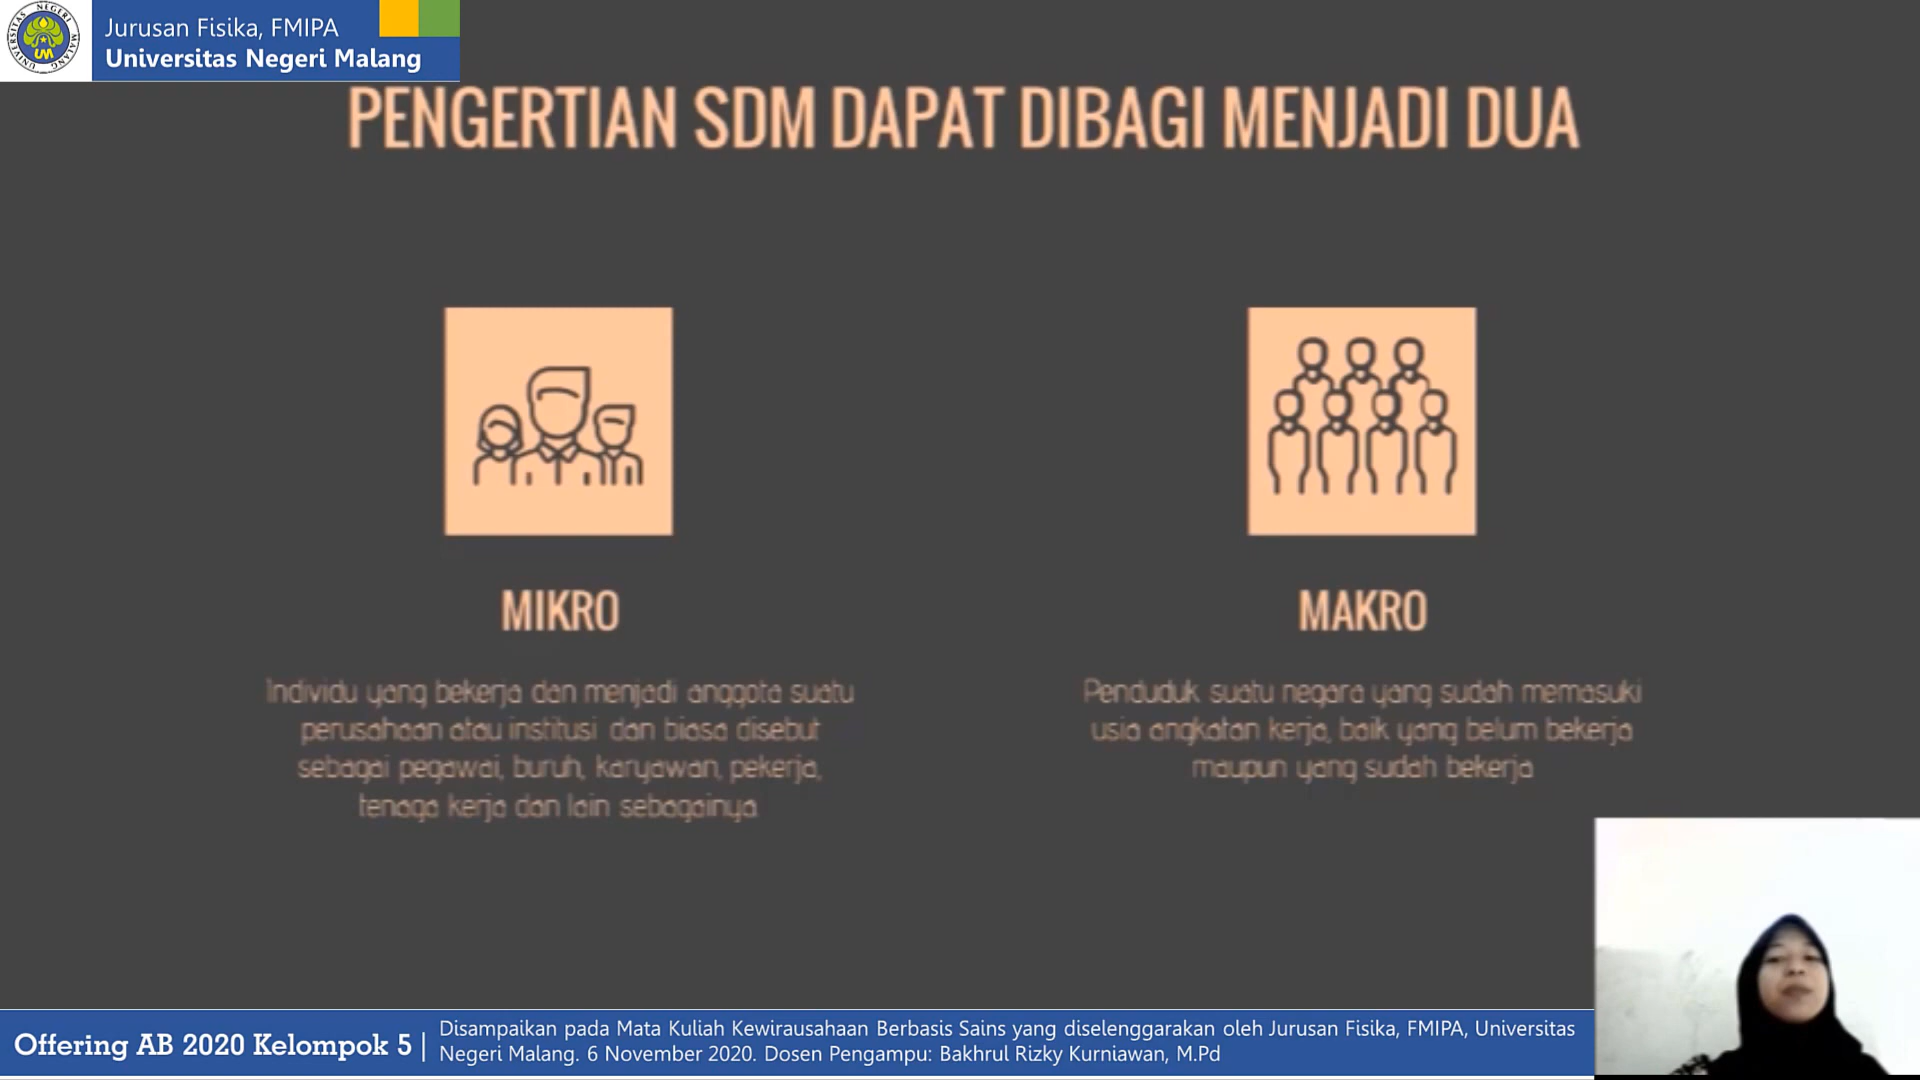 UNIVERSITAS NEGERI MALANG
UM
Jurusan Fisika, FMIPA
Universitas Negeri Malang
PENGERTIAN SDM DAPAT DIBAGI MENJADI DUA
MIKRO
Individu yang bekerja dan menjadi anggota suatu
perusahaan atau institusi dan biasa disebut
sebagai pegawai, buruh, karyawan, pekerja,
tenaga kerja dan lain sebagainya
MAKRO
Penduduk suatu negara yang sudah memasuki
usia angkatan kerja, baik yang belum bekerja
maupun yang sudah bekerja
Offering AB 2020 Kelompok 5 |
Disampaikan pada Mata Kuliah Kewirausahaan Berbasis Sains yang diselenggarakan oleh Jurusan Fisika, FMIPA, Universitas
Negeri Malang. 6 November 2020. Dosen Pengampu: Bakhrul Rizky Kurniawan, M.Pd